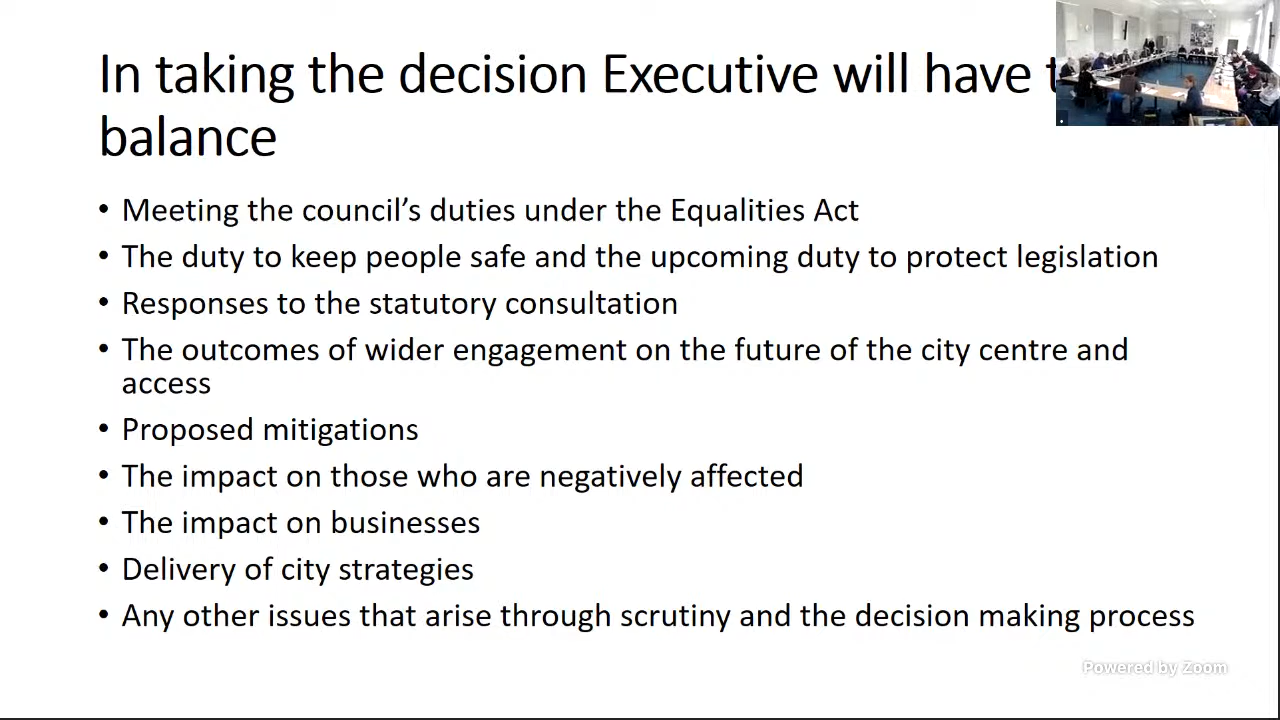 In taking the decision Executive will have t
balance
• Meeting the council’s duties under the Equalities Act
• The duty to keep people safe and the upcoming duty to protect legislation
• Responses to the statutory consultation
• The outcomes of wider engagement on the future of the city centre and
access
• Proposed mitigations
• The impact on those who are negatively affected
• The impact on businesses
• Delivery of city strategies
• Any other issues that arise through scrutiny and the decision making process
Powered by Zoom